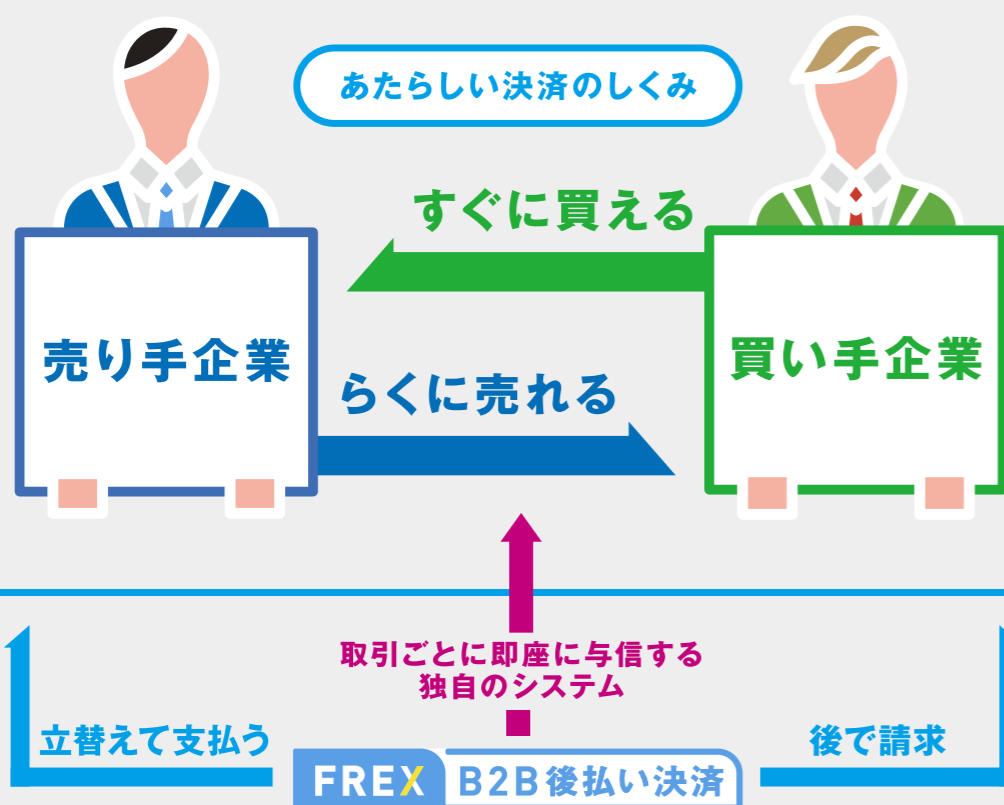 あたらしい決済のしくみ
すぐに買える
売り手企業
買い手企業
らくに売れる
取引ごとに即座に与信する
独自のシステム
立替えて支払う
後で請求
FREX B2B後払い決済